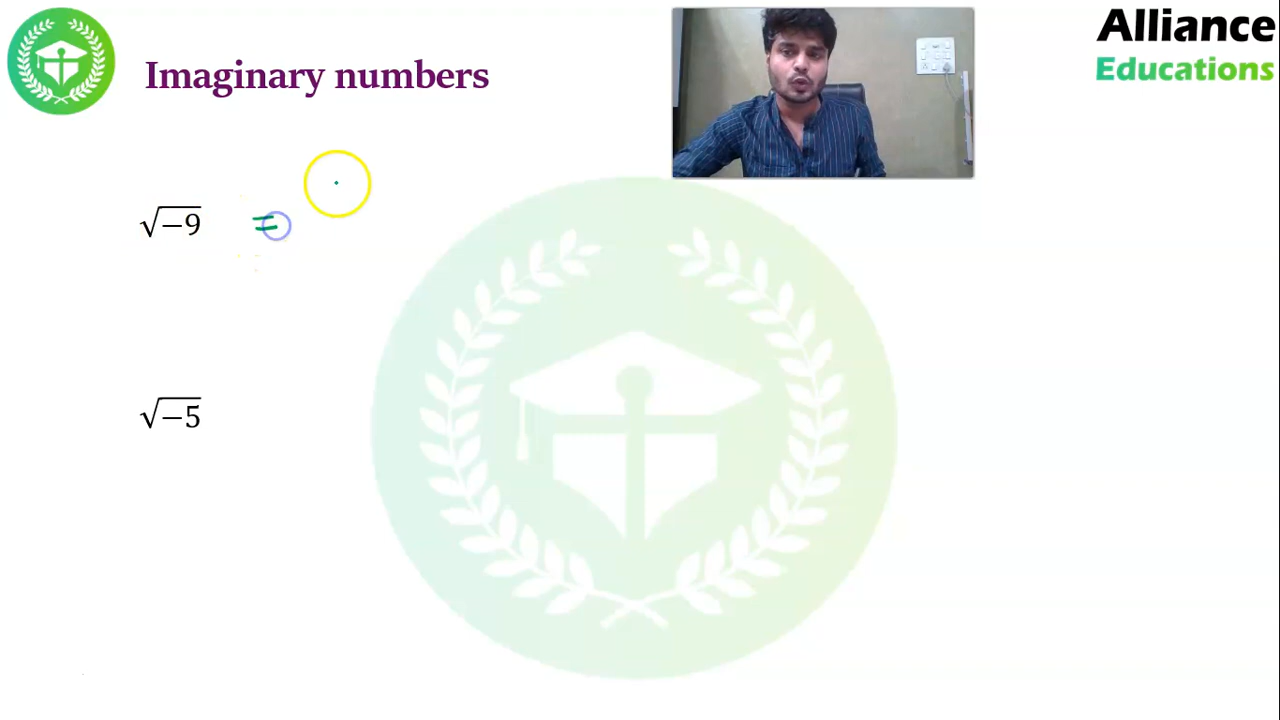 Alliance
Educations
Imaginary numbers
√−9 =
√−5